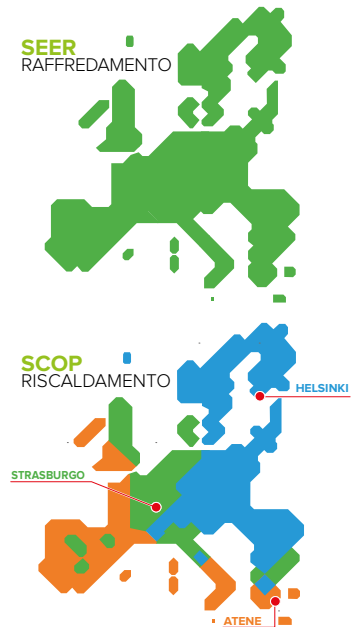 SEER
RAFFREDAMENTO
SCOP
RISCALDAMENTO
HELSINKI
STRASBURGO
ATENE